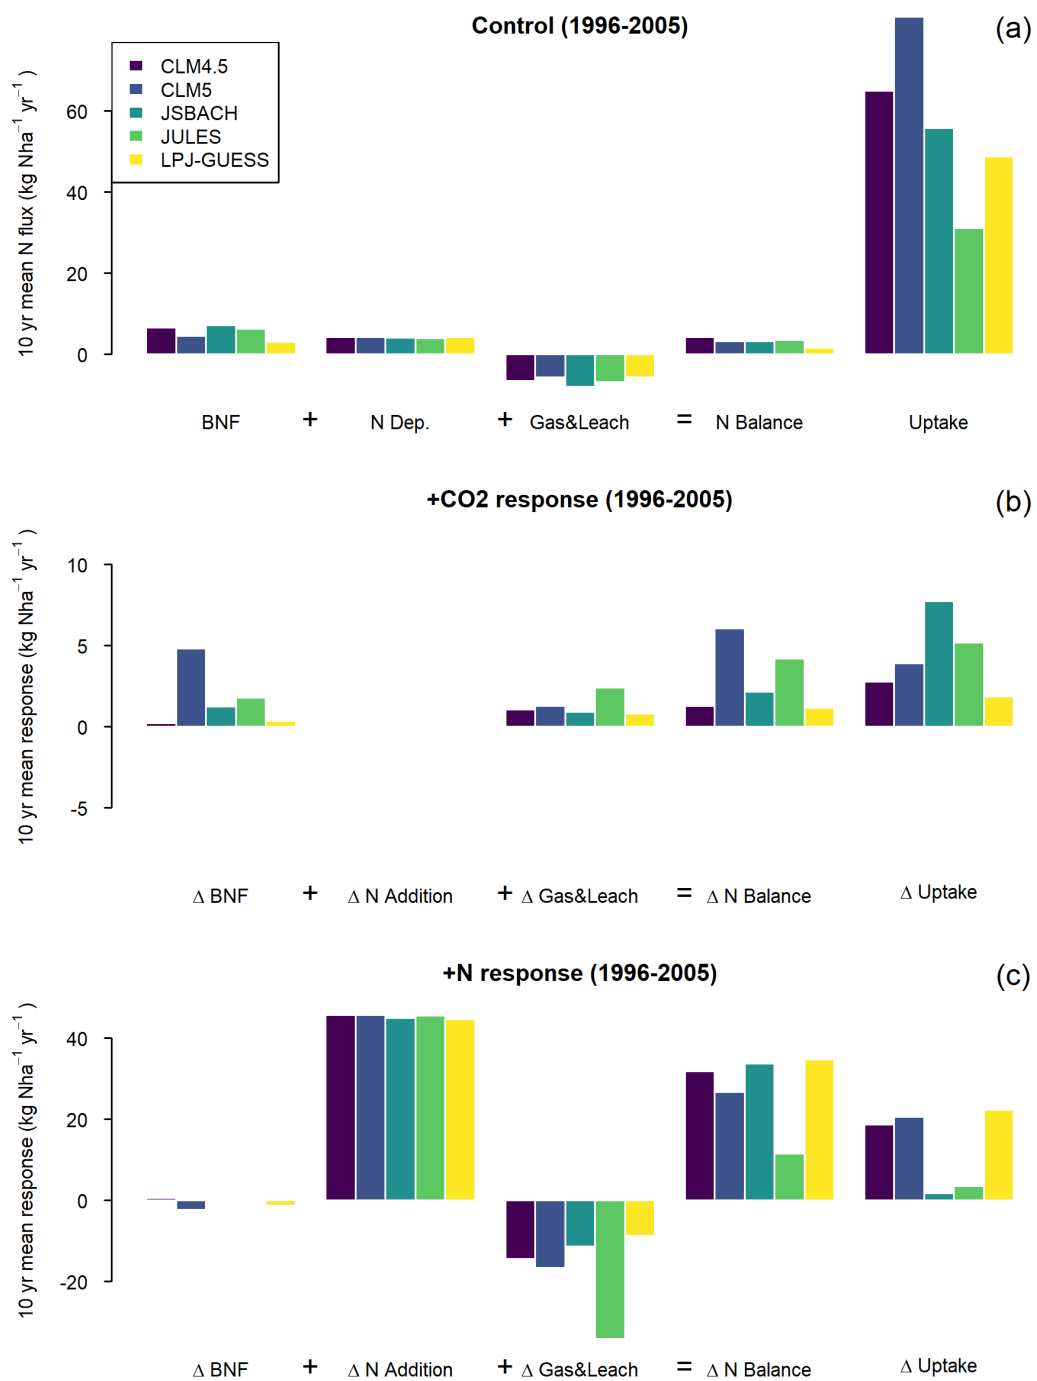 Control (1996-2005)
(a)
10 yr mean N flux (kg Nha⁻¹ yr⁻¹ )
60
40
20
0
CLM4.5
CLM5
JSBACH
JULES
LPJ-GUESS
BNF + N Dep. + Gas&Leach = N Balance Uptake
+CO2 response (1996-2005)
(b)
10 yr mean response (kg Nha⁻¹ yr⁻¹ )
10
5
0
-5
Δ BNF + Δ N Addition + Δ Gas&Leach = Δ N Balance Δ Uptake
+N response (1996-2005)
(c)
10 yr mean response (kg Nha⁻¹ yr⁻¹ )
40
20
0
-20
Δ BNF + Δ N Addition + Δ Gas&Leach = Δ N Balance Δ Uptake